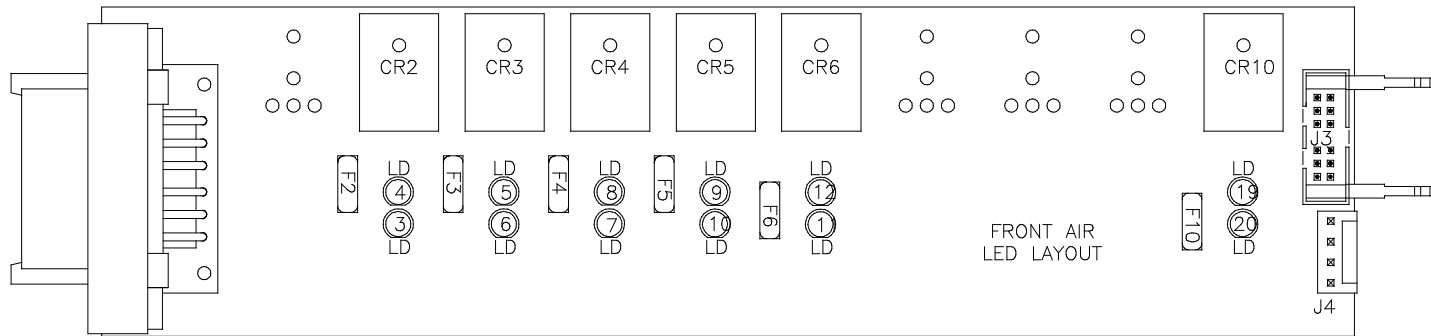 CR2 CR3 CR4 CR5 CR6 CR10
J3
LD LD LD LD LD LD
F2 4 F3 5 F4 8 F5 9 F6 12 F10 19
3 6 7 10 11 20
LD LD LD LD LD LD
FRONT AIR
LED LAYOUT
J4